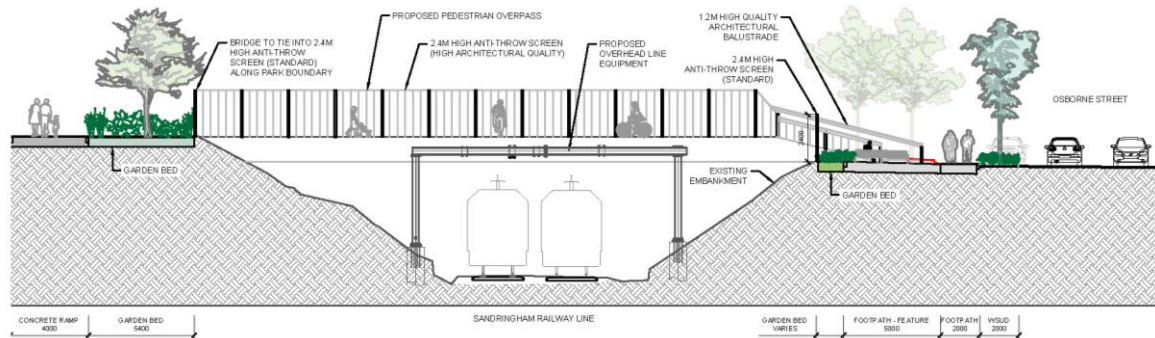 PROPOSED PEDESTRIAN OVERPASS
1.2M HIGH QUALITY
ARCHITECTURAL
BALUSTRADE
BRIDGE TO TIE INTO 2.4M
HIGH ANTI-THROW
SCREEN (STANDARD)
ALONG PARK BOUNDARY
2.4M HIGH ANTI-THROW SCREEN
(HIGH ARCHITECTURAL QUALITY)
PROPOSED
OVERHEAD LINE
EQUIPMENT
2.4M HIGH
ANTI-THROW SCREEN
(STANDARD)
OSBORNE STREET
2400
GARDEN BED
EXISTING
EMBANKMENT
GARDEN BED
CONCRETE RAMP
4000
GARDEN BED
5400
SANDRINGHAM RAILWAY LINE
GARDEN BED
VARIES
FOOTPATH - FEATURE
5000
FOOTPATH
2000
WSUD
2000